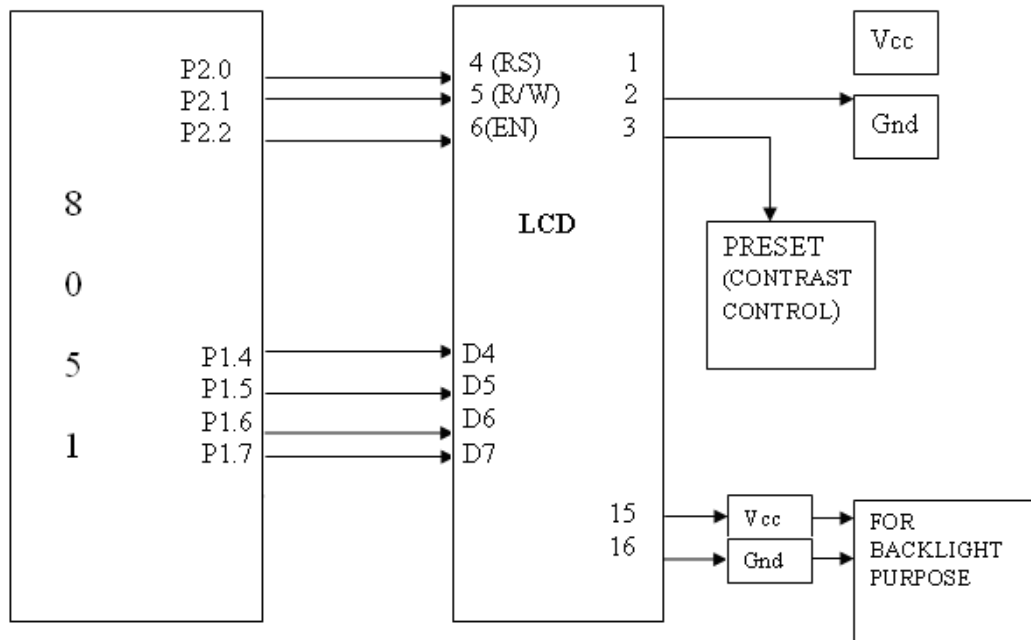 P2.0
P2.1
P2.2
8
0
5
1
P1.4
P1.5
P1.6
P1.7
4 (RS)
5 (R/W)
6(EN)
1
2
3
LCD
D4
D5
D6
D7
15
16
Vcc
Gnd
PRESET
(CONTRAST
CONTROL)
Vcc
Gnd
FOR
BACKLIGHT
PURPOSE